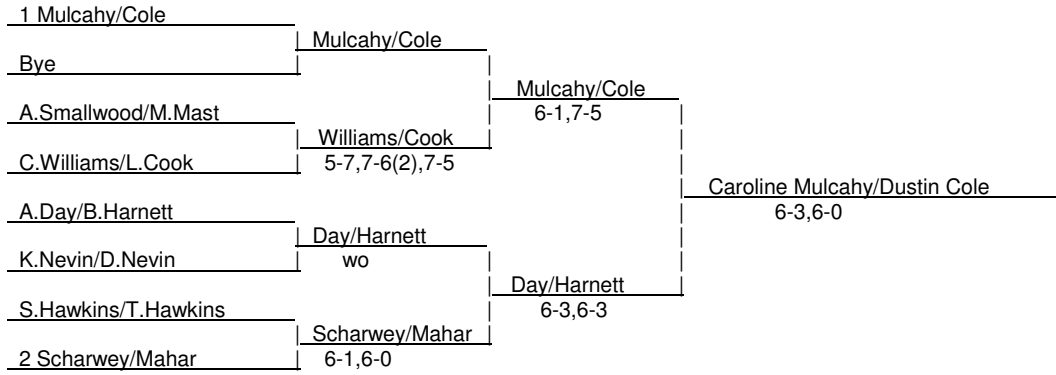 1 Mulcahy/Cole
Mulcahy/Cole
Bye
Mulcahy/Cole
A.Smallwood/M.Mast
6-1,7-5
Williams/Cook
C.Williams/L.Cook
5-7,7-6(2),7-5
Caroline Mulcahy/Dustin Cole
A.Day/B.Harnett
6-3,6-0
Day/Harnett
K.Nevin/D.Nevin
wo
Day/Harnett
S.Hawkins/T.Hawkins
6-3,6-3
Scharwey/Mahar
2 Scharwey/Mahar
6-1,6-0